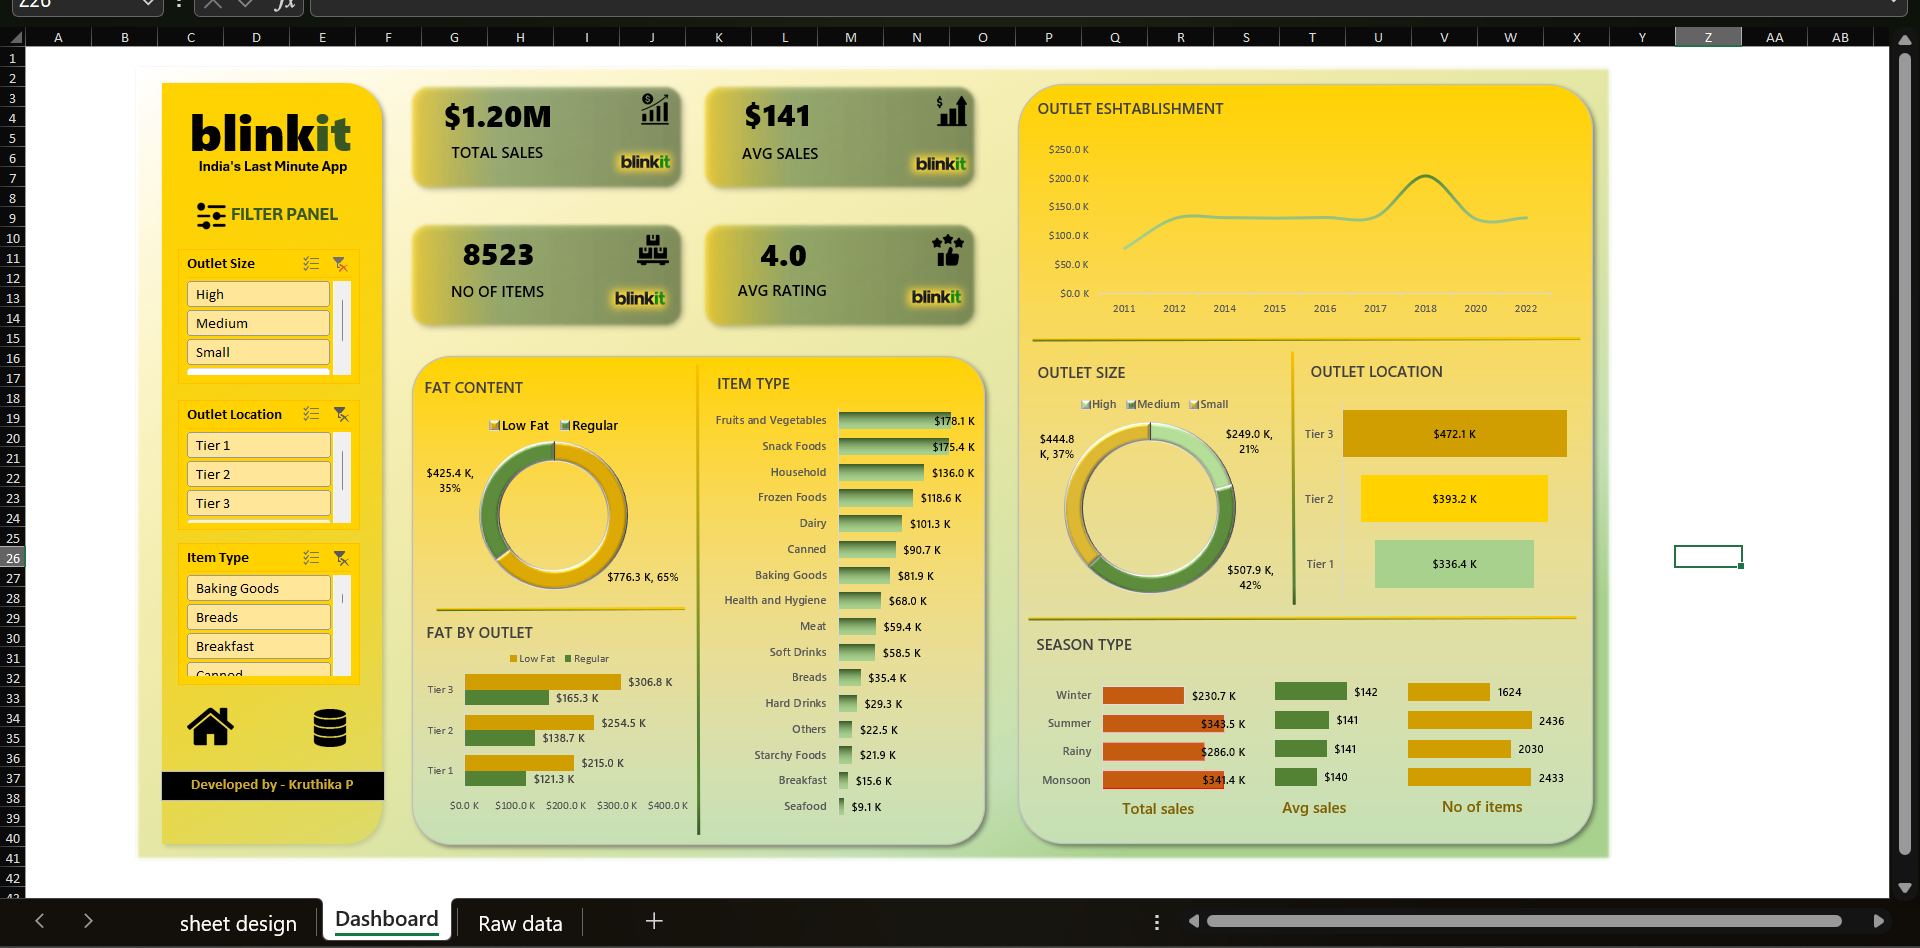 Z26
fx
A B C D E F G H I J K L M N O P Q R S T U V W X Y Z AA AB
1
2
3
4
5
6
7
8
9
10
11
12
13
14
15
16
17
18
19
20
21
22
23
24
25
26
27
28
29
30
31
32
33
34
35
36
37
38
39
40
41
42
blinkit
India's Last Minute App
FILTER PANEL
Outlet Size
High
Medium
Small
Outlet Location
Tier 1
Tier 2
Tier 3
Item Type
Baking Goods
Breads
Breakfast
Canned
Developed by - Kruthika P
$1.20M
TOTAL SALES
blinkit
$141
AVG SALES
blinkit
8523
NO OF ITEMS
blinkit
4.0
AVG RATING
blinkit
FAT CONTENT
Low Fat Regular
$425.4 K,
35%
$776.3 K, 65%
FAT BY OUTLET
Low Fat Regular
Tier 3 $306.8 K
$165.3 K
Tier 2 $254.5 K
$138.7 K
Tier 1 $215.0 K
$121.3 K
$0.0 K $100.0 K $200.0 K $300.0 K $400.0 K
ITEM TYPE
Fruits and Vegetables $178.1 K
Snack Foods $175.4 K
Household $136.0 K
Frozen Foods $118.6 K
Dairy $101.3 K
Canned $90.7 K
Baking Goods $81.9 K
Health and Hygiene $68.0 K
Meat $59.4 K
Soft Drinks $58.5 K
Breads $35.4 K
Hard Drinks $29.3 K
Others $22.5 K
Starchy Foods $21.9 K
Breakfast $15.6 K
Seafood $9.1 K
OUTLET ESHTABLISHMENT
$250.0 K
$200.0 K
$150.0 K
$100.0 K
$50.0 K
$0.0 K
2011 2012 2014 2015 2016 2017 2018 2020 2022
OUTLET SIZE
High Medium Small
$444.8
K, 37%
$249.0 K,
21%
$507.9 K,
42%
OUTLET LOCATION
Tier 3 $472.1 K
Tier 2 $393.2 K
Tier 1 $336.4 K
SEASON TYPE
Winter $230.7 K $142 1624
Summer $343.5 K $141 2436
Rainy $286.0 K $141 2030
Monsoon $341.4 K $140 2433
Total sales Avg sales No of items
sheet design Dashboard Raw data